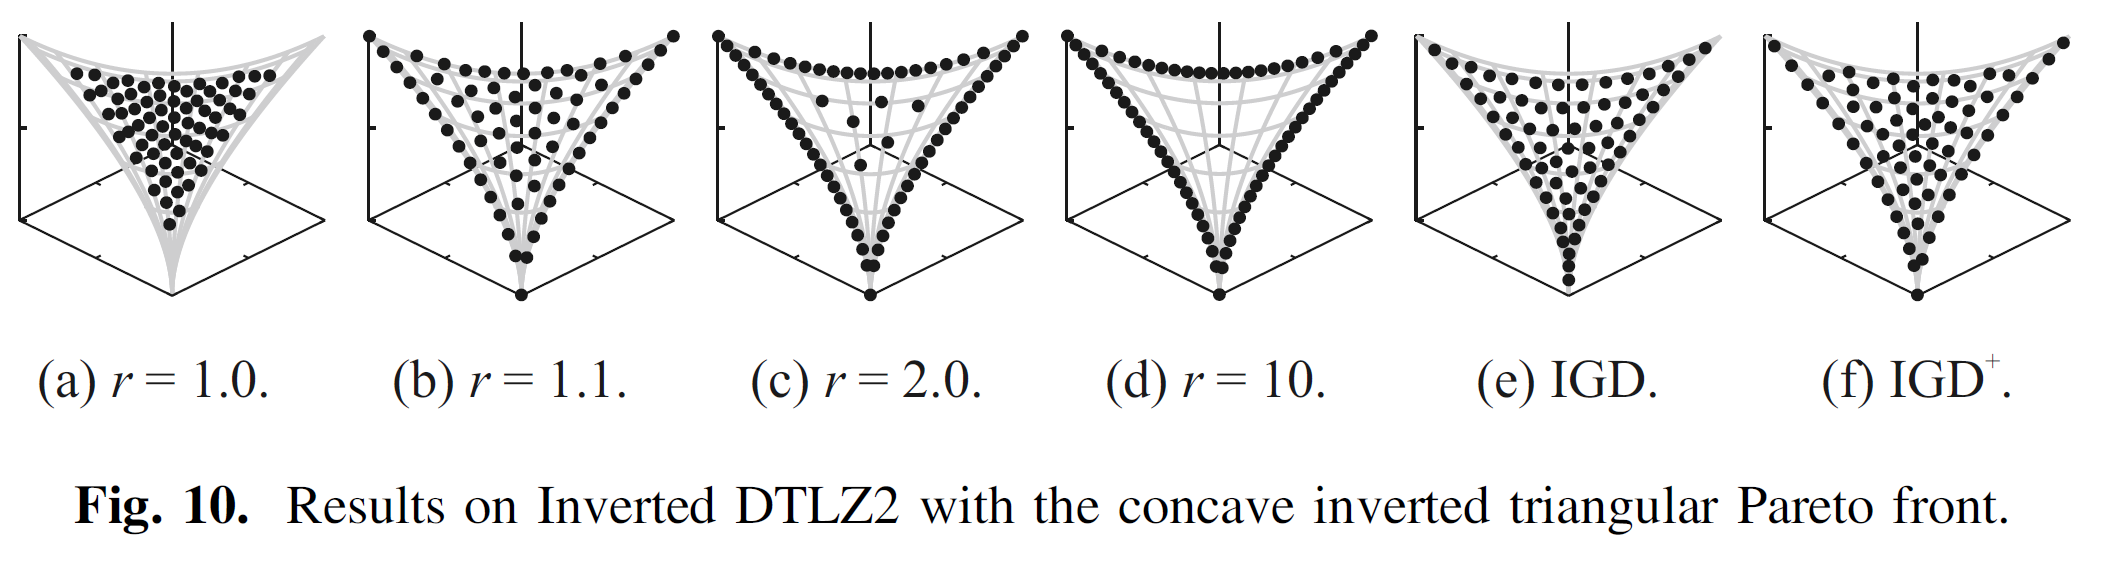 (a) r = 1.0. (b) r = 1.1. (c) r = 2.0. (d) r = 10. (e) IGD. (f) IGD⁺.
Fig. 10. Results on Inverted DTLZ2 with the concave inverted triangular Pareto front.